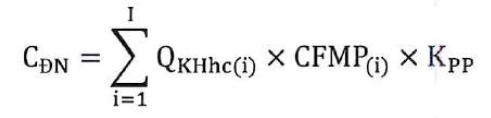 C_ĐN = ∑_{i=1}^{I} Q_KHhc(i) × CFMP_(i) × K_PP